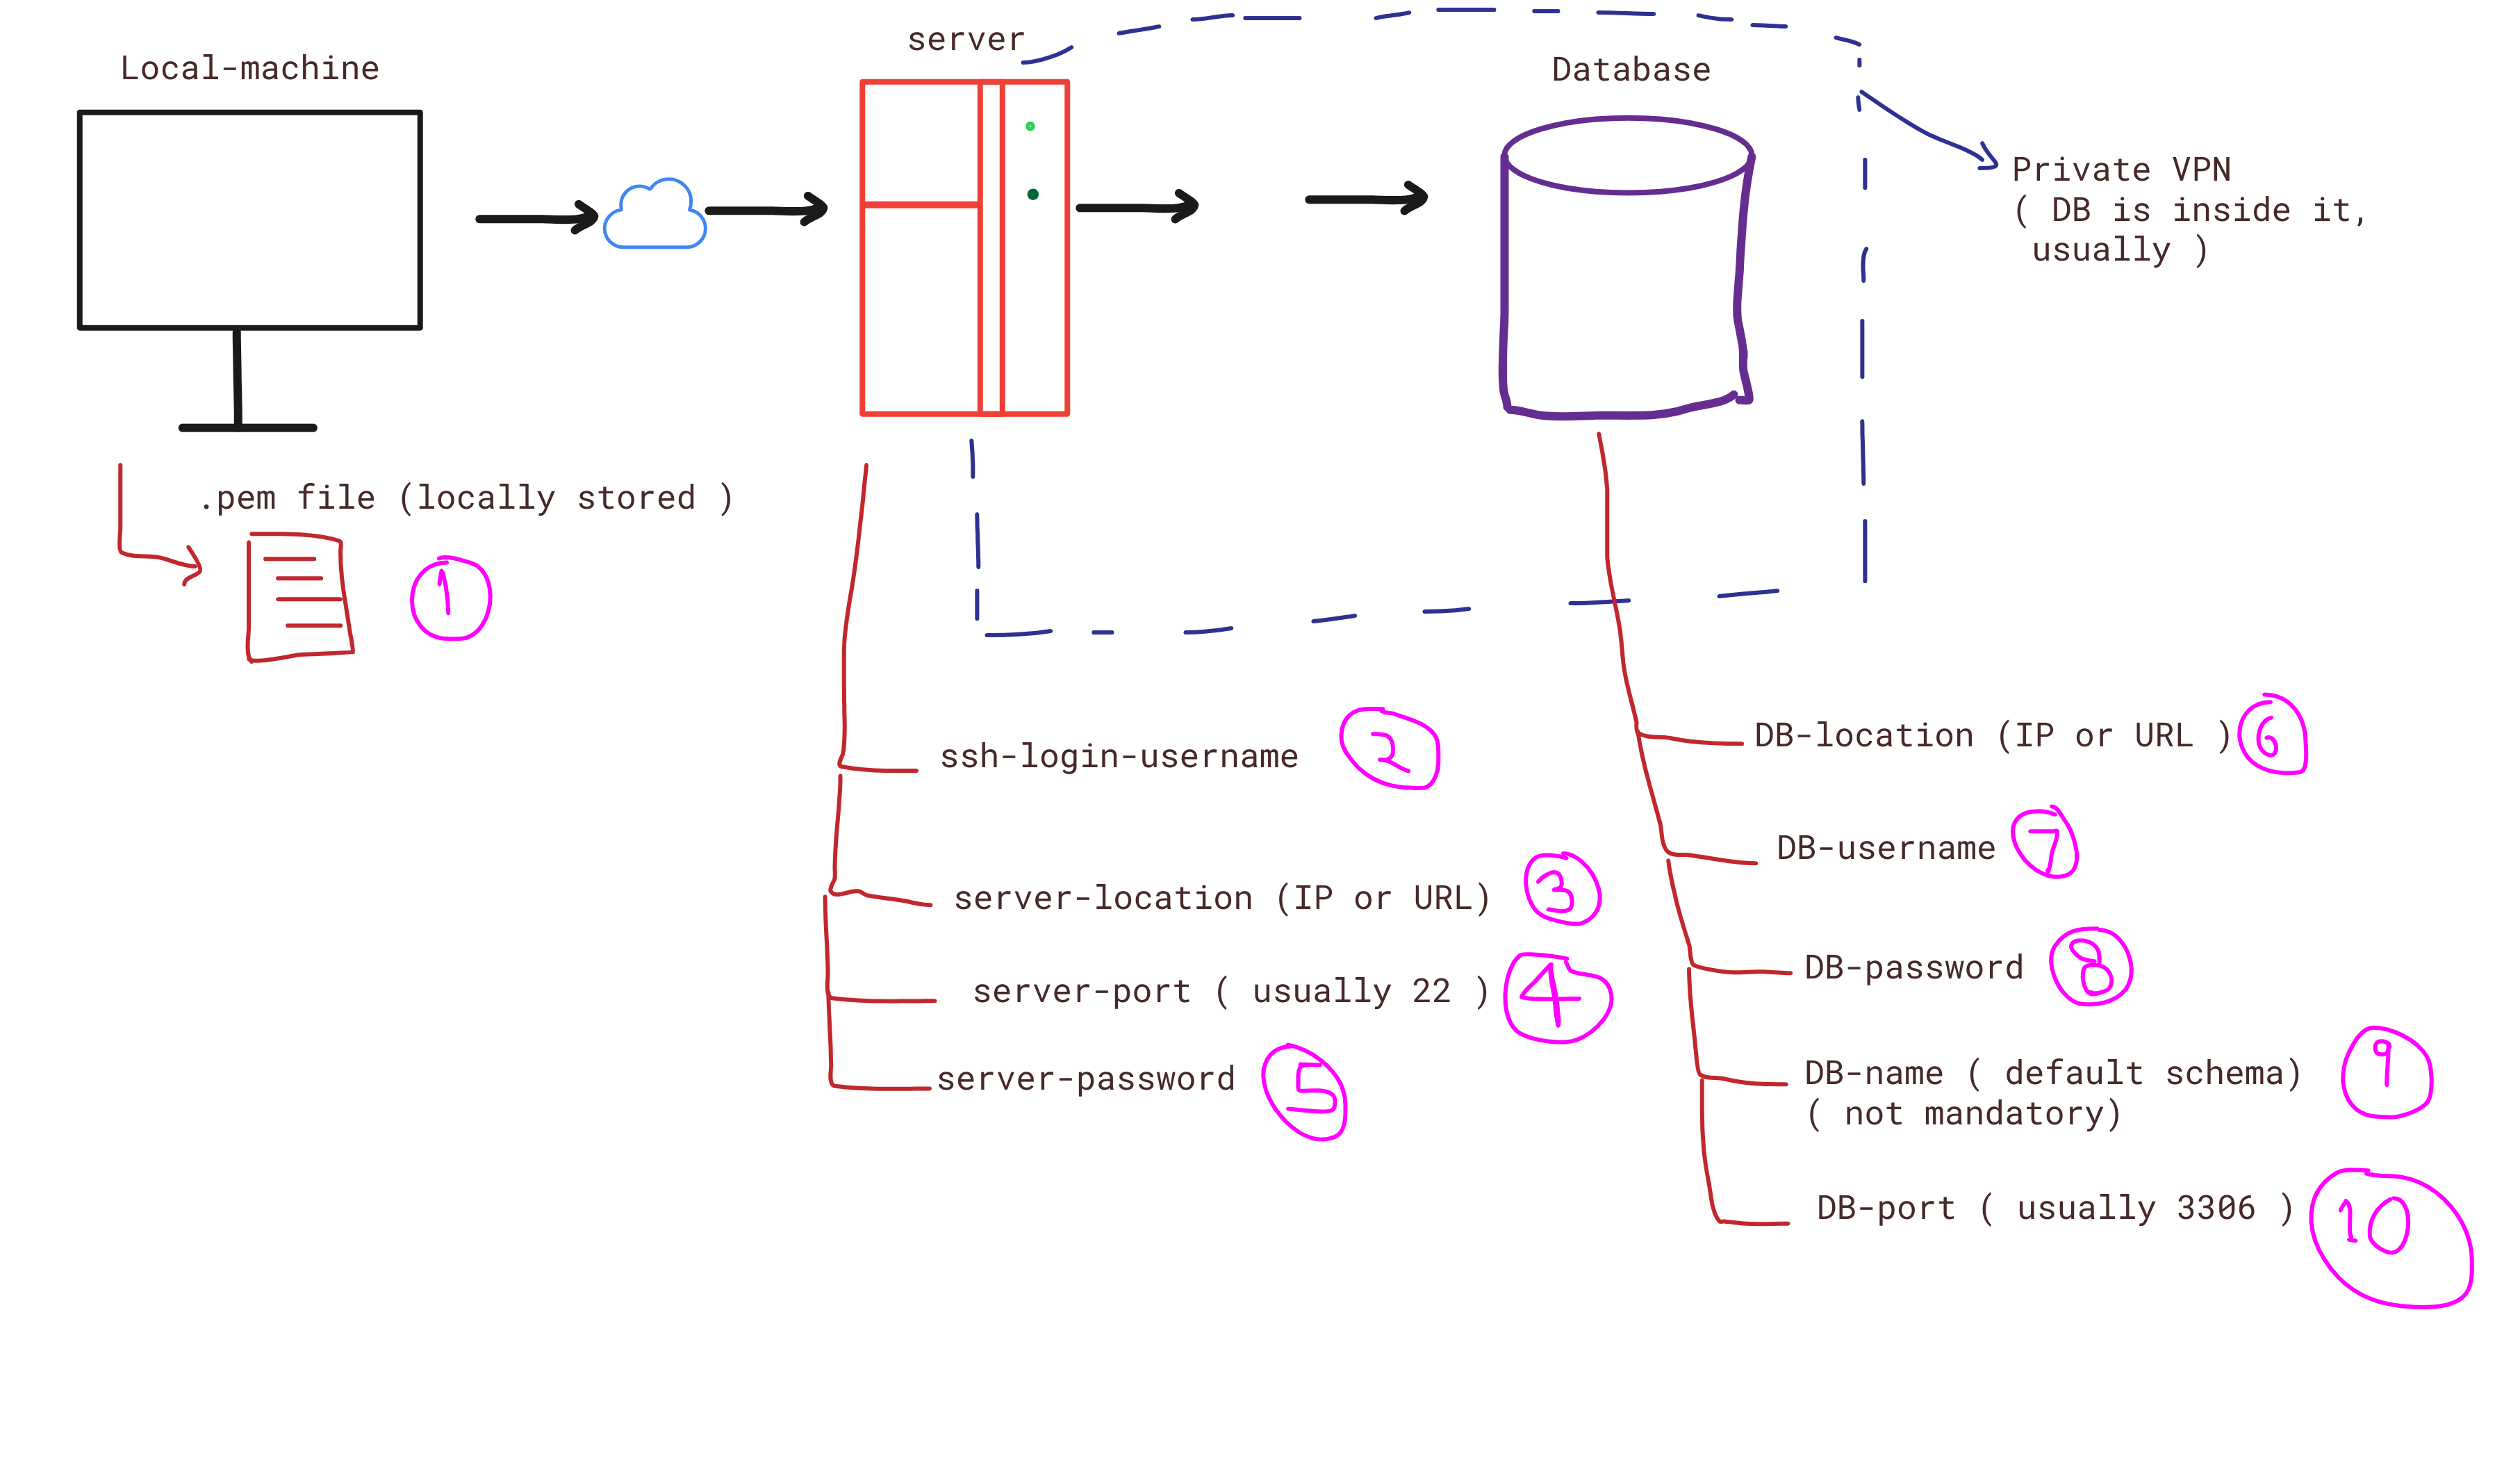 Local-machine
server
Database
Private VPN
( DB is inside it,
usually )
.pem file (locally stored )
1
ssh-login-username
2
server-location (IP or URL)
3
server-port ( usually 22 )
4
server-password
5
DB-location (IP or URL )
6
DB-username
7
DB-password
8
DB-name ( default schema)
( not mandatory)
9
DB-port ( usually 3306 )
10